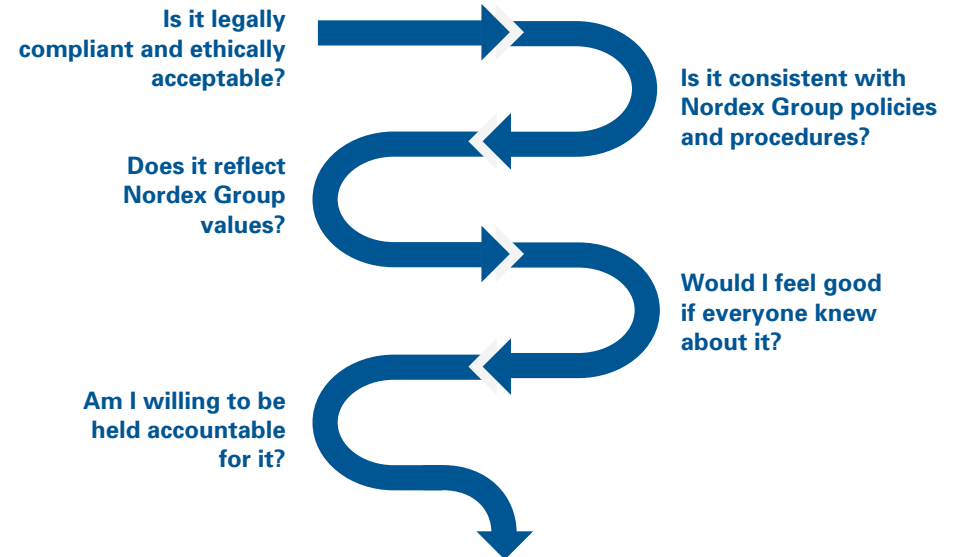 Is it legally
compliant and ethically
acceptable?
Is it consistent with
Nordex Group policies
and procedures?
Does it reflect
Nordex Group
values?
Would I feel good
if everyone knew
about it?
Am I willing to be
held accountable
for it?